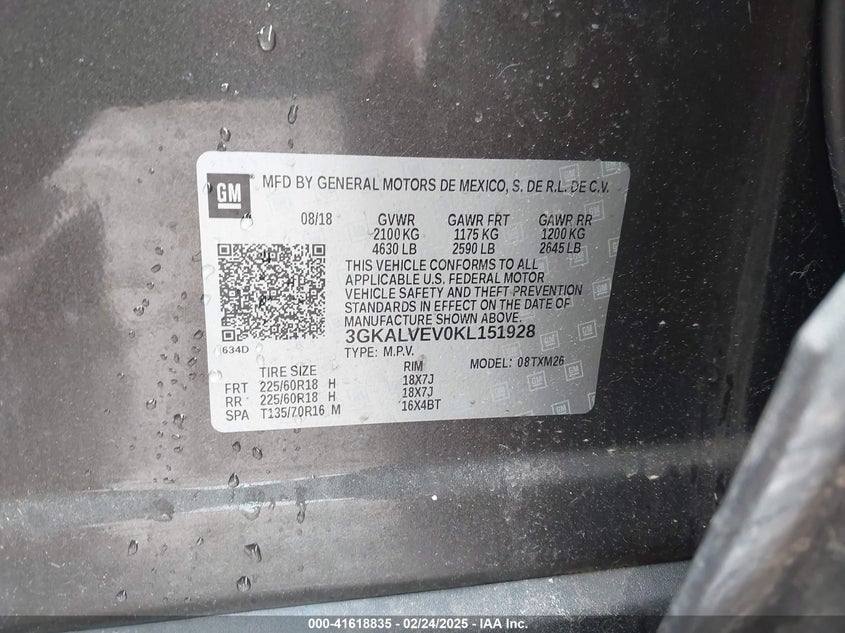 GM
MFD BY GENERAL MOTORS DE MEXICO, S. DE R.L. DE C.V.
08/18 GVWR GAWR FRT GAWR RR
2100 KG 1175 KG 1200 KG
4630 LB 2590 LB 2645 LB
THIS VEHICLE CONFORMS TO ALL
APPLICABLE U.S. FEDERAL MOTOR
VEHICLE SAFETY AND THEFT PREVENTION
STANDARDS IN EFFECT ON THE DATE OF
MANUFACTURE SHOWN ABOVE.
3GKALVEV0KL151928
634D
TYPE: M.P.V. MODEL: 08TXM26
TIRE SIZE RIM
FRT 225/60R18 H 18X7J
RR 225/60R18 H 18X7J
SPA T135/70R16 M 16X4BT
000-41618835 - 02/24/2025 - IAA Inc.